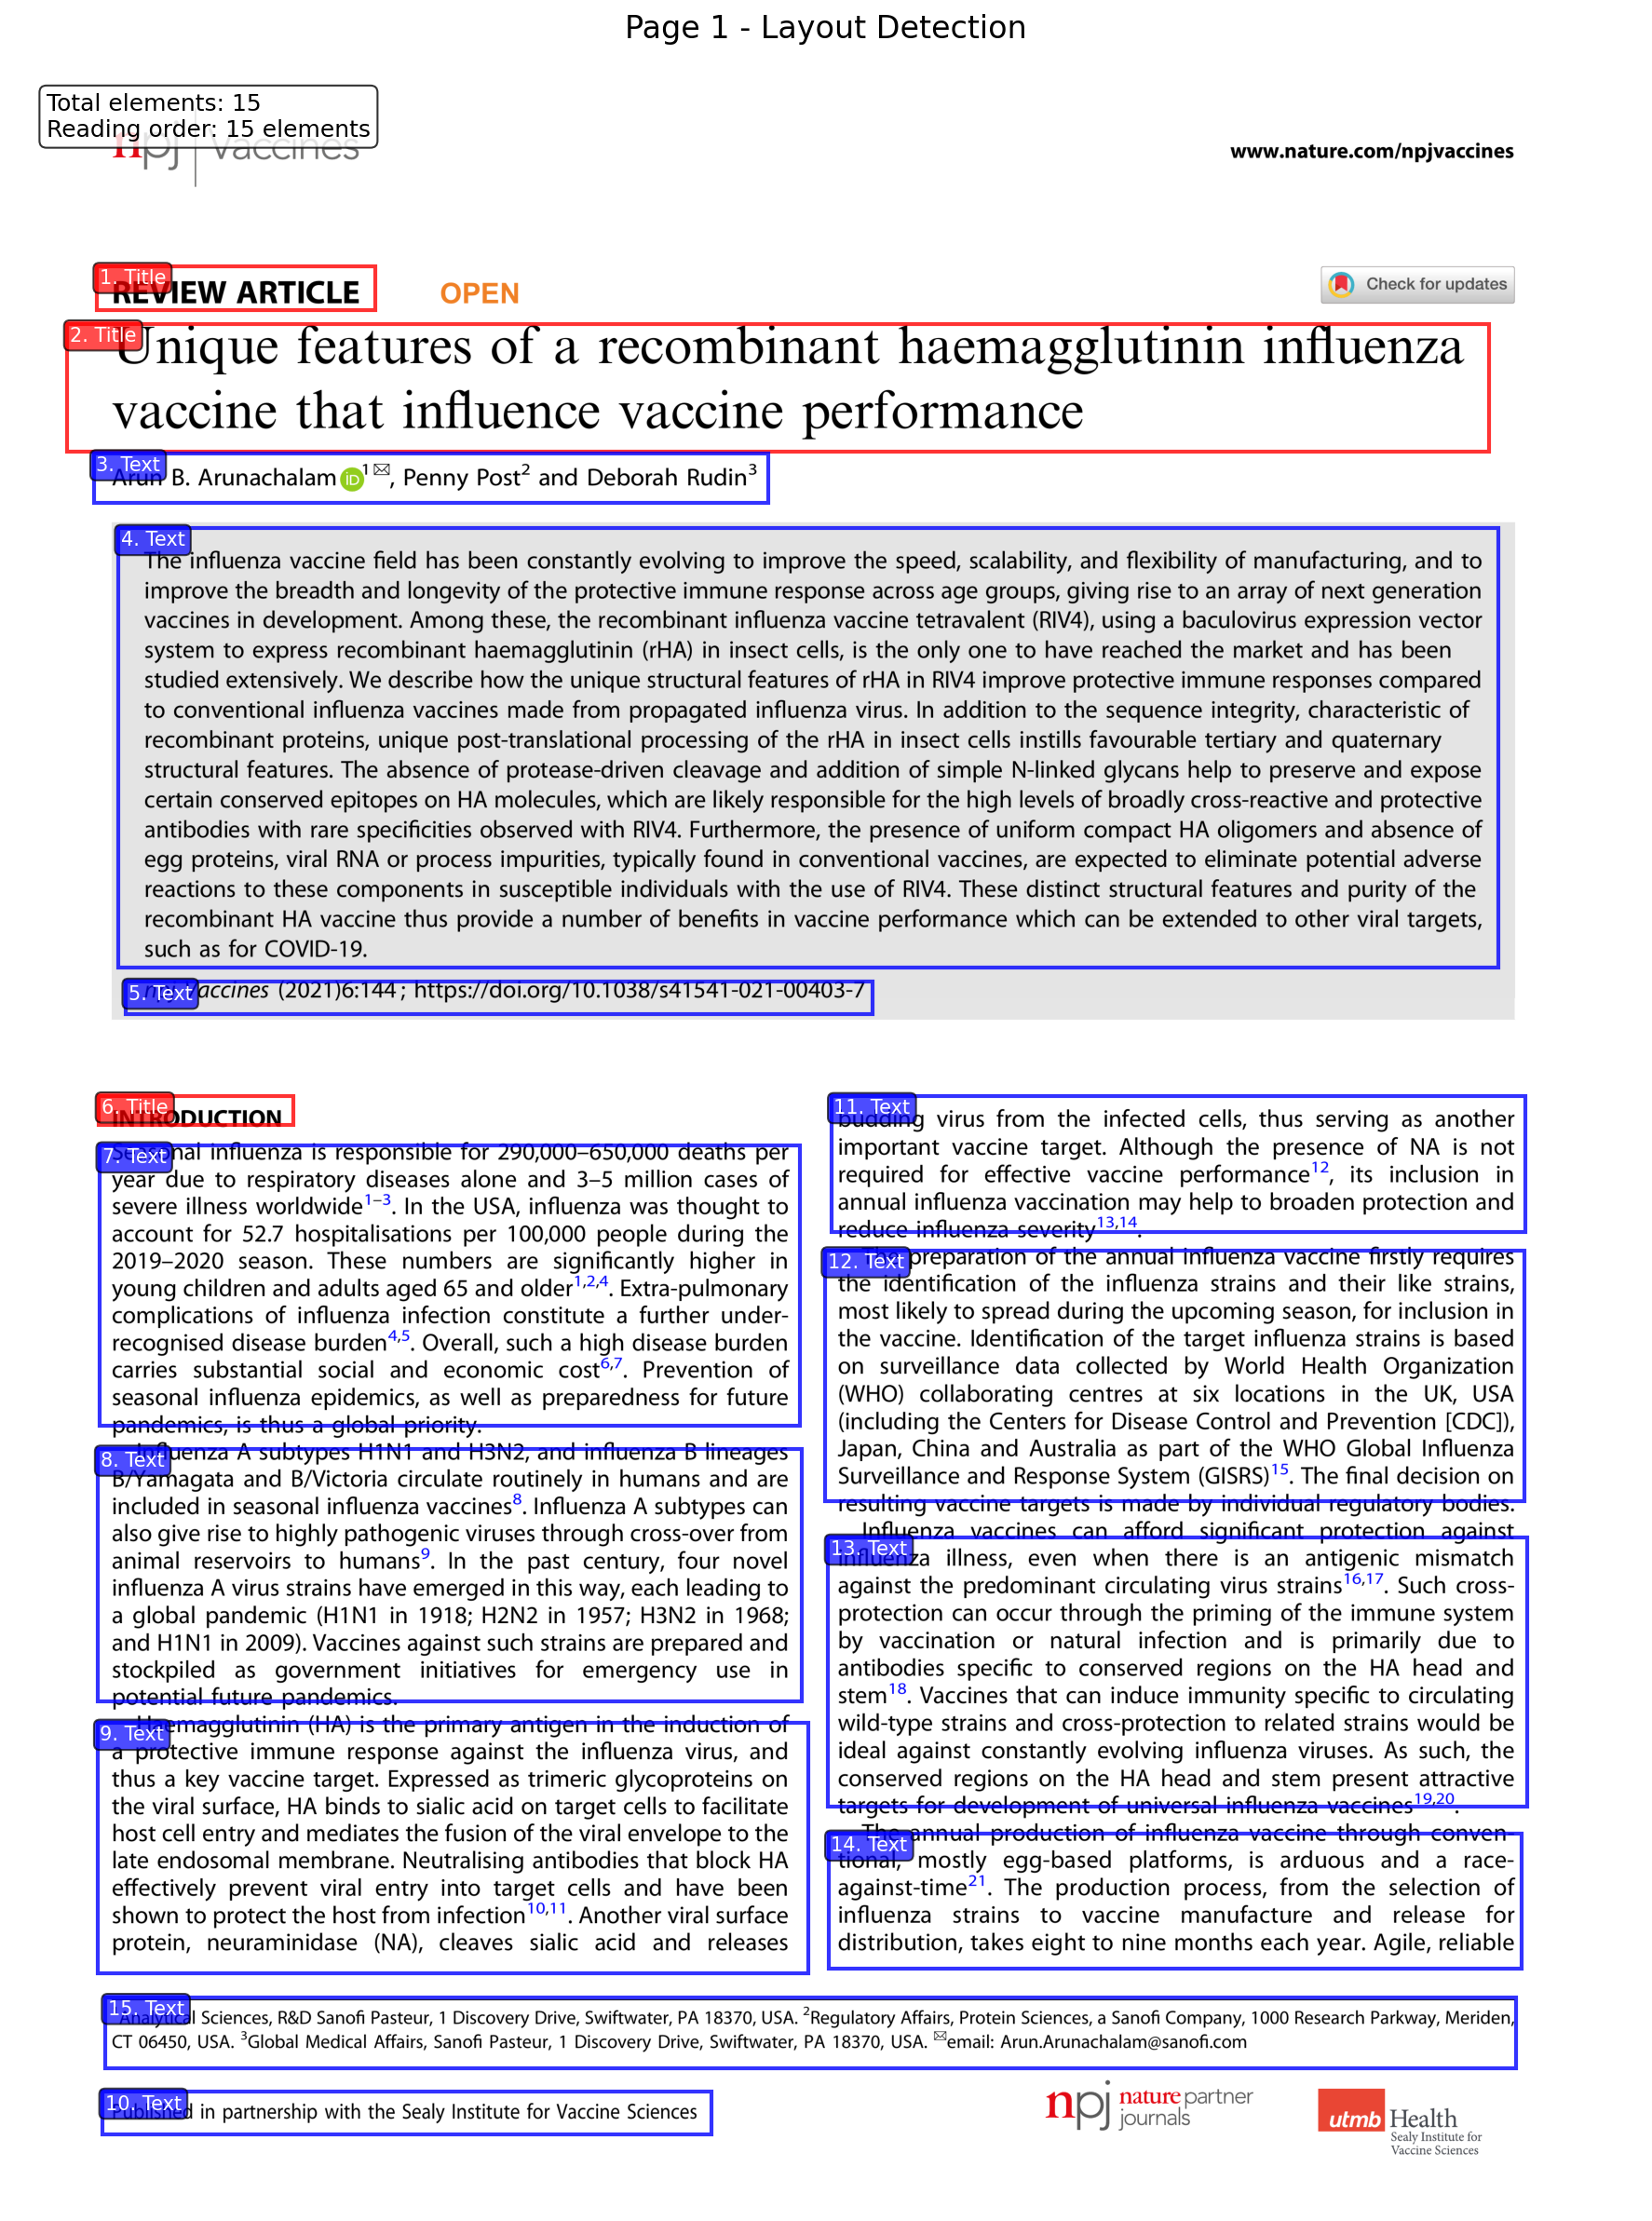 Page 1 - Layout Detection
Total elements: 15
Reading order: 15 elements
npj Vaccines
www.nature.com/npjvaccines
1. Title
REVIEW ARTICLE OPEN
Check for updates
2. Title
Unique features of a recombinant haemagglutinin influenza
vaccine that influence vaccine performance
3. Text
Arun B. Arunachalam iD 1✉, Penny Post2 and Deborah Rudin3
4. Text
The influenza vaccine field has been constantly evolving to improve the speed, scalability, and flexibility of manufacturing, and to
improve the breadth and longevity of the protective immune response across age groups, giving rise to an array of next generation
vaccines in development. Among these, the recombinant influenza vaccine tetravalent (RIV4), using a baculovirus expression vector
system to express recombinant haemagglutinin (rHA) in insect cells, is the only one to have reached the market and has been
studied extensively. We describe how the unique structural features of rHA in RIV4 improve protective immune responses compared
to conventional influenza vaccines made from propagated influenza virus. In addition to the sequence integrity, characteristic of
recombinant proteins, unique post-translational processing of the rHA in insect cells instills favourable tertiary and quaternary
structural features. The absence of protease-driven cleavage and addition of simple N-linked glycans help to preserve and expose
certain conserved epitopes on HA molecules, which are likely responsible for the high levels of broadly cross-reactive and protective
antibodies with rare specificities observed with RIV4. Furthermore, the presence of uniform compact HA oligomers and absence of
egg proteins, viral RNA or process impurities, typically found in conventional vaccines, are expected to eliminate potential adverse
reactions to these components in susceptible individuals with the use of RIV4. These distinct structural features and purity of the
recombinant HA vaccine thus provide a number of benefits in vaccine performance which can be extended to other viral targets,
such as for COVID-19.
5. Text
npj Vaccines (2021)6:144 ; https://doi.org/10.1038/s41541-021-00403-7
6. Title
INTRODUCTION
7. Text
Seasonal influenza is responsible for 290,000–650,000 deaths per
year due to respiratory diseases alone and 3–5 million cases of
severe illness worldwide1–3. In the USA, influenza was thought to
account for 52.7 hospitalisations per 100,000 people during the
2019–2020 season. These numbers are significantly higher in
young children and adults aged 65 and older1,2,4. Extra-pulmonary
complications of influenza infection constitute a further under-
recognised disease burden4,5. Overall, such a high disease burden
carries substantial social and economic cost6,7. Prevention of
seasonal influenza epidemics, as well as preparedness for future
pandemics, is thus a global priority.
8. Text
Influenza A subtypes H1N1 and H3N2, and influenza B lineages
B/Yamagata and B/Victoria circulate routinely in humans and are
included in seasonal influenza vaccines8. Influenza A subtypes can
also give rise to highly pathogenic viruses through cross-over from
animal reservoirs to humans9. In the past century, four novel
influenza A virus strains have emerged in this way, each leading to
a global pandemic (H1N1 in 1918; H2N2 in 1957; H3N2 in 1968;
and H1N1 in 2009). Vaccines against such strains are prepared and
stockpiled as government initiatives for emergency use in
potential future pandemics.
9. Text
Haemagglutinin (HA) is the primary antigen in the induction of
a protective immune response against the influenza virus, and
thus a key vaccine target. Expressed as trimeric glycoproteins on
the viral surface, HA binds to sialic acid on target cells to facilitate
host cell entry and mediates the fusion of the viral envelope to the
late endosomal membrane. Neutralising antibodies that block HA
effectively prevent viral entry into target cells and have been
shown to protect the host from infection10,11. Another viral surface
protein, neuraminidase (NA), cleaves sialic acid and releases
11. Text
budding virus from the infected cells, thus serving as another
important vaccine target. Although the presence of NA is not
required for effective vaccine performance12, its inclusion in
annual influenza vaccination may help to broaden protection and
reduce influenza severity13,14.
12. Text
The preparation of the annual influenza vaccine firstly requires
the identification of the influenza strains and their like strains,
most likely to spread during the upcoming season, for inclusion in
the vaccine. Identification of the target influenza strains is based
on surveillance data collected by World Health Organization
(WHO) collaborating centres at six locations in the UK, USA
(including the Centers for Disease Control and Prevention [CDC]),
Japan, China and Australia as part of the WHO Global Influenza
Surveillance and Response System (GISRS)15. The final decision on
resulting vaccine targets is made by individual regulatory bodies.
13. Text
Influenza vaccines can afford significant protection against
influenza illness, even when there is an antigenic mismatch
against the predominant circulating virus strains16,17. Such cross-
protection can occur through the priming of the immune system
by vaccination or natural infection and is primarily due to
antibodies specific to conserved regions on the HA head and
stem18. Vaccines that can induce immunity specific to circulating
wild-type strains and cross-protection to related strains would be
ideal against constantly evolving influenza viruses. As such, the
conserved regions on the HA head and stem present attractive
targets for development of universal influenza vaccines19,20.
14. Text
The annual production of influenza vaccine through conven-
tional, mostly egg-based platforms, is arduous and a race-
against-time21. The production process, from the selection of
influenza strains to vaccine manufacture and release for
distribution, takes eight to nine months each year. Agile, reliable
15. Text
Analytical Sciences, R&D Sanofi Pasteur, 1 Discovery Drive, Swiftwater, PA 18370, USA. 2Regulatory Affairs, Protein Sciences, a Sanofi Company, 1000 Research Parkway, Meriden,
CT 06450, USA. 3Global Medical Affairs, Sanofi Pasteur, 1 Discovery Drive, Swiftwater, PA 18370, USA. ✉email: Arun.Arunachalam@sanofi.com
10. Text
Published in partnership with the Sealy Institute for Vaccine Sciences
npj nature partner
journals
utmb Health
Sealy Institute for
Vaccine Sciences